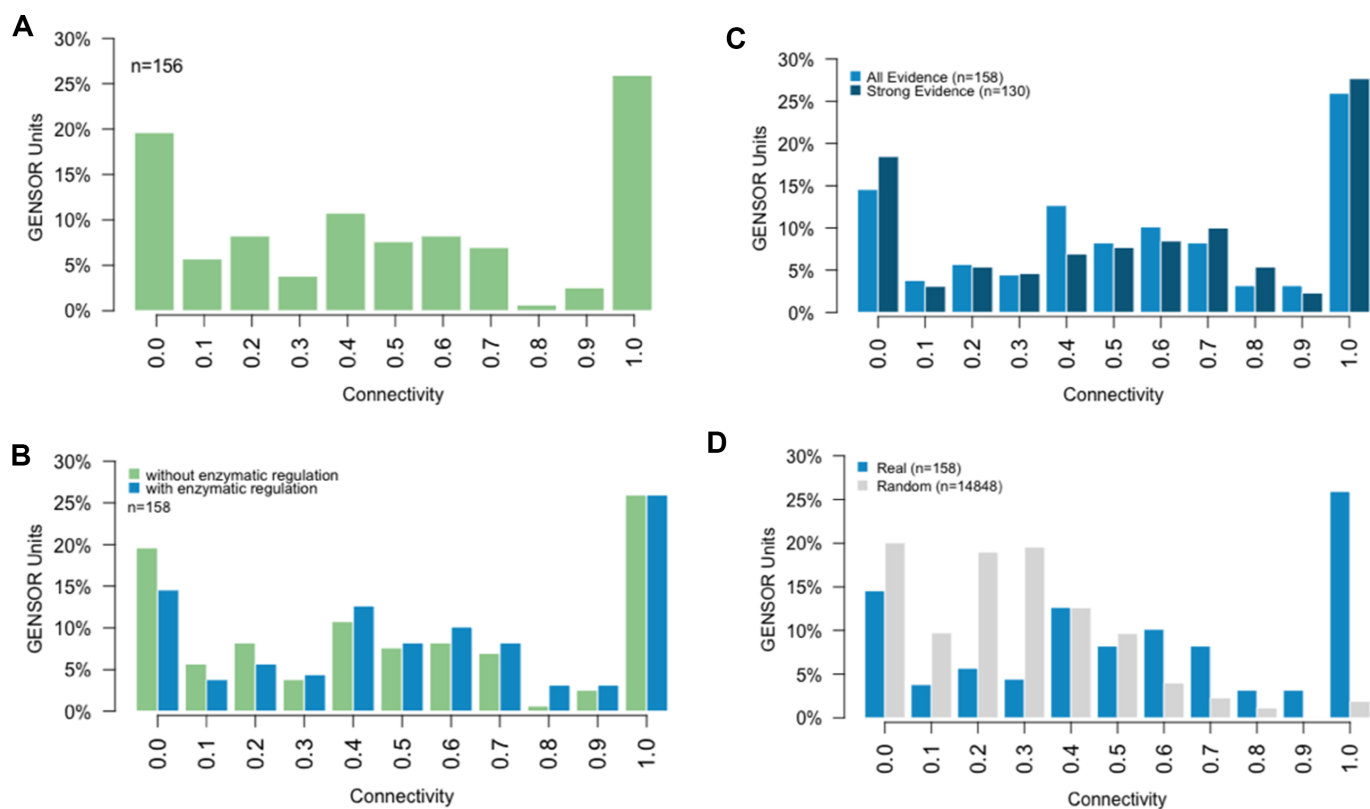 A
30%
25%
20%
15%
10%
5%
0%
GENSOR Units
n=156
0.0 0.1 0.2 0.3 0.4 0.5 0.6 0.7 0.8 0.9 1.0
Connectivity
B
30%
25%
20%
15%
10%
5%
0%
GENSOR Units
without enzymatic regulation
with enzymatic regulation
n=158
0.0 0.1 0.2 0.3 0.4 0.5 0.6 0.7 0.8 0.9 1.0
Connectivity
C
30%
25%
20%
15%
10%
5%
0%
GENSOR Units
All Evidence (n=158)
Strong Evidence (n=130)
0.0 0.1 0.2 0.3 0.4 0.5 0.6 0.7 0.8 0.9 1.0
Connectivity
D
30%
25%
20%
15%
10%
5%
0%
GENSOR Units
Real (n=158)
Random (n=14848)
0.0 0.1 0.2 0.3 0.4 0.5 0.6 0.7 0.8 0.9 1.0
Connectivity